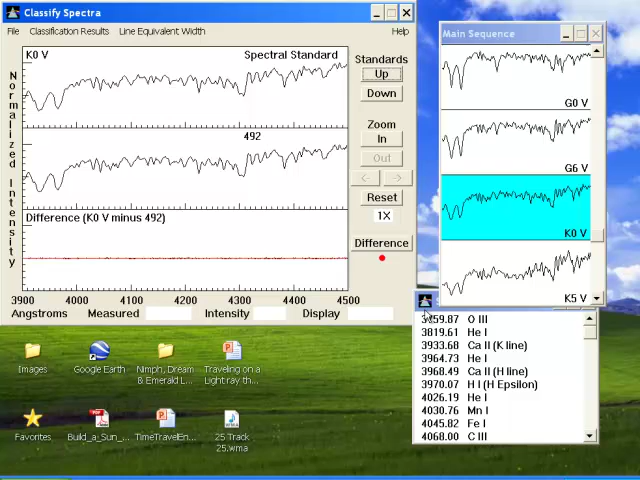 Classify Spectra
File Classification Results Line Equivalent Width Help
K0 V Spectral Standard
Normalized Intensity
492
Difference (K0 V minus 492)
3900 4000 4100 4200 4300 4400 4500
Angstroms Measured Intensity Display
Standards
Up
Down
Zoom
In
Out
<- ->
Reset
1X
Difference
Main Sequence
G0 V
G6 V
K0 V
K5 V
O III
3819.61 He I
3933.68 Ca II (K line)
3964.73 He I
3968.49 Ca II (H line)
3970.07 H I (H Epsilon)
4026.19 He I
4030.76 Mn I
4045.82 Fe I
4068.00 C III
Images
Google Earth
Nimph, Dream
& Emerald L...
Traveling on a
Light ray th...
Favorites
Build_a_Sun_...
TimeTravelEn...
25 Track
25.wma